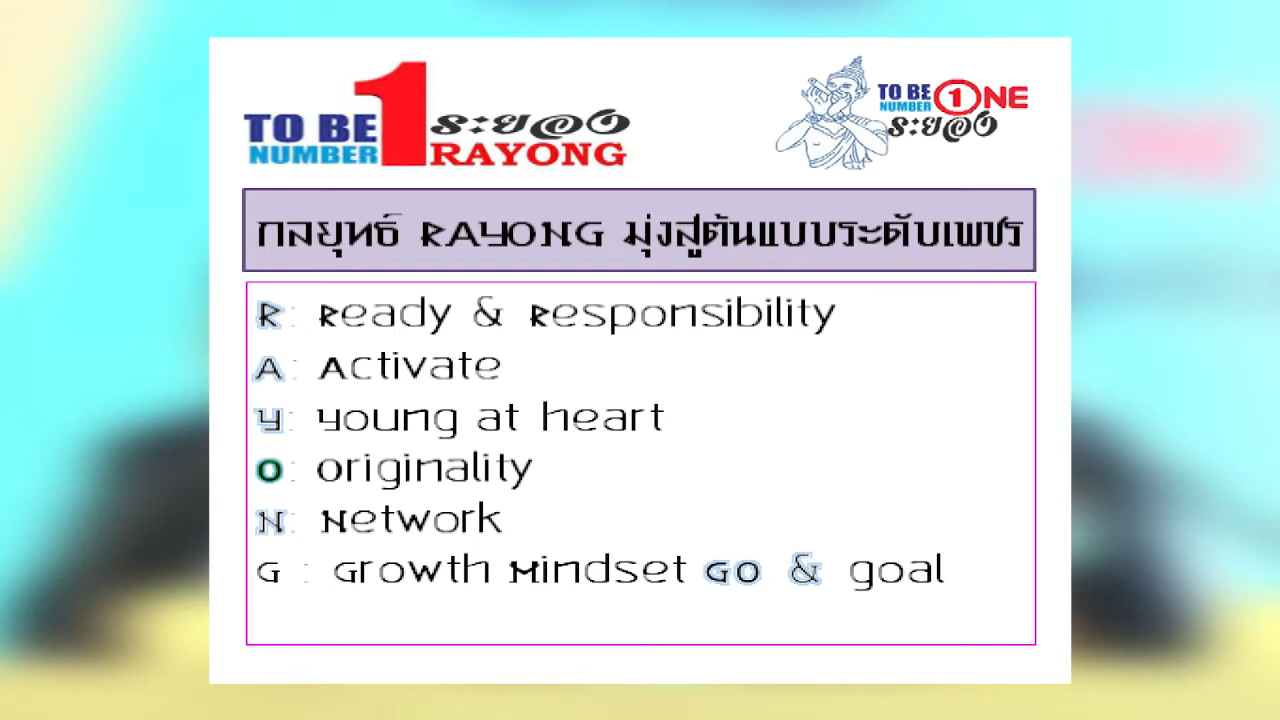 TO BE NUMBER 1 ระยอง RAYONG
TO BE NUMBER 1NE ระยอง
กลยุทธ์ RAYONG มุ่งสู่ต้นแบบระดับเพชร
R : Ready & Responsibility
A : Activate
Y : Young at heart
O : Originality
N : Network
G : Growth Mindset GO & goal